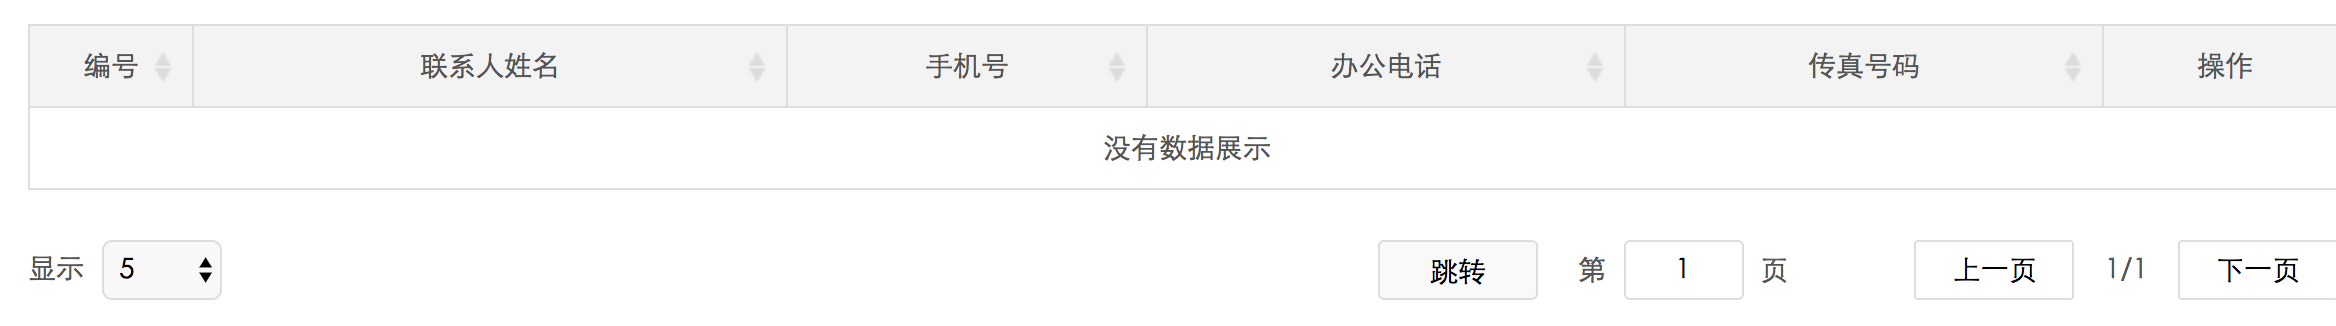 编号 联系人姓名 手机号 办公电话 传真号码 操作
没有数据展示
显示 5 跳转 第 1 页 上一页 1/1 下一页